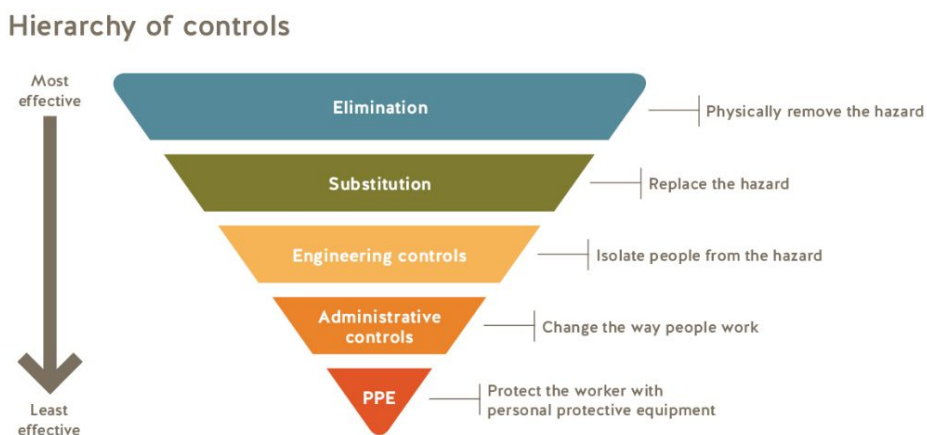 Hierarchy of controls
Most
effective
Elimination
Physically remove the hazard
Substitution
Replace the hazard
Engineering controls
Isolate people from the hazard
Administrative
controls
Change the way people work
PPE
Protect the worker with
personal protective equipment
Least
effective